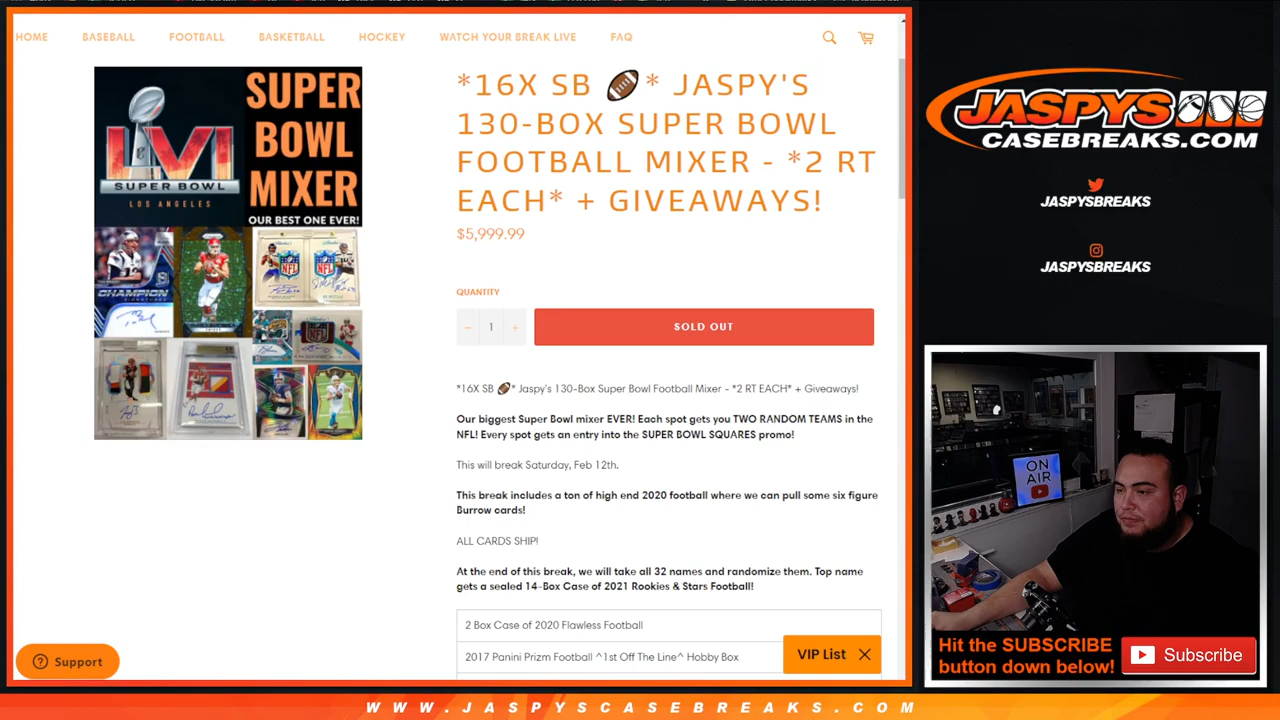 HOME BASEBALL FOOTBALL BASKETBALL HOCKEY WATCH YOUR BREAK LIVE FAQ
SUPER
BOWL
MIXER
OUR BEST ONE EVER!
LVI
SUPER BOWL
LOS ANGELES
CHAMPION
SIGNATURES
*16X SB 🏈* JASPY'S
130-BOX SUPER BOWL
FOOTBALL MIXER - *2 RT
EACH* + GIVEAWAYS!
$5,999.99
QUANTITY
− 1 +
SOLD OUT
*16X SB 🏈* Jaspy's 130-Box Super Bowl Football Mixer - *2 RT EACH* + Giveaways!
Our biggest Super Bowl mixer EVER! Each spot gets you TWO RANDOM TEAMS in the
NFL! Every spot gets an entry into the SUPER BOWL SQUARES promo!
This will break Saturday, Feb 12th.
This break includes a ton of high end 2020 football where we can pull some six figure
Burrow cards!
ALL CARDS SHIP!
At the end of this break, we will take all 32 names and randomize them. Top name
gets a sealed 14-Box Case of 2021 Rookies & Stars Football!
2 Box Case of 2020 Flawless Football
2017 Panini Prizm Football ^1st Off The Line^ Hobby Box
Support
VIP List
JASPYS
CASEBREAKS.COM
JASPYSBREAKS
JASPYSBREAKS
ON
AIR
Hit the SUBSCRIBE
button down below!
Subscribe
WWW.JASPYSCASEBREAKS.COM